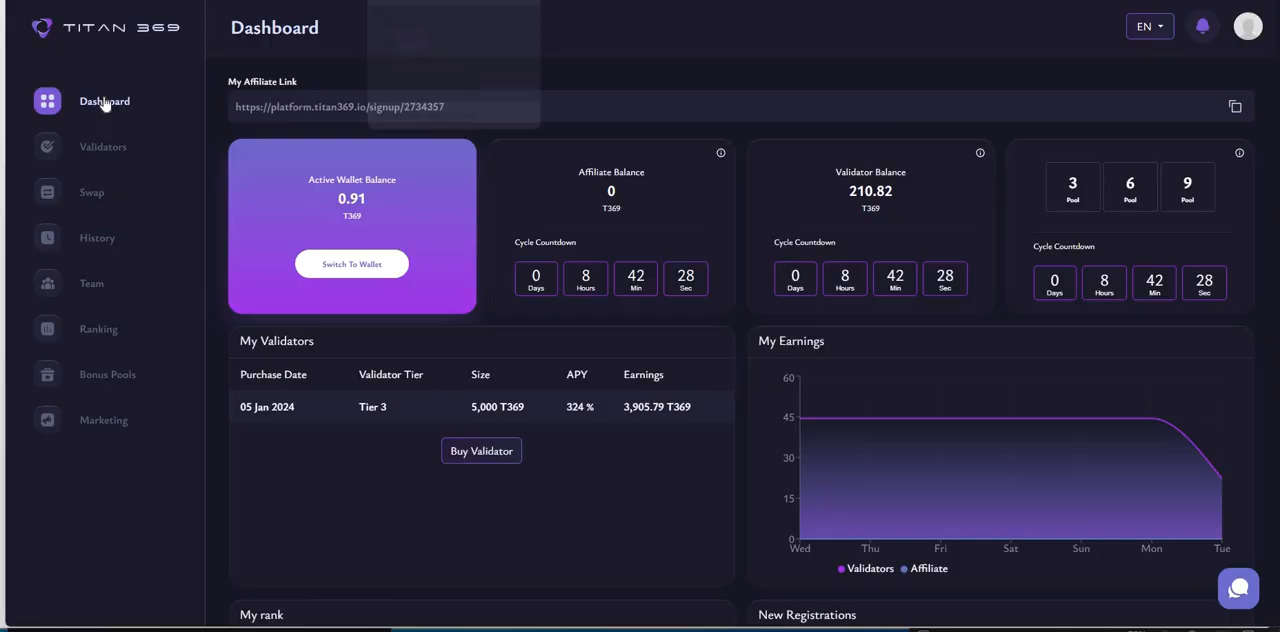 TITAN 369
Dashboard
EN
Dashboard
Validators
Swap
History
Team
Ranking
Bonus Pools
Marketing
My Affiliate Link
https://platform.titan369.io/signup/2734357
Active Wallet Balance
0.91
T369
Switch To Wallet
Affiliate Balance
0
T369
Cycle Countdown
0 8 42 28
Days Hours Min Sec
Validator Balance
210.82
T369
Cycle Countdown
0 8 42 28
Days Hours Min Sec
3 6 9
Pool Pool Pool
Cycle Countdown
0 8 42 28
Days Hours Min Sec
My Validators
Purchase Date Validator Tier Size APY Earnings
05 Jan 2024 Tier 3 5,000 T369 324 % 3,905.79 T369
Buy Validator
My Earnings
60
45
30
15
0
Wed Thu Fri Sat Sun Mon Tue
Validators Affiliate
My rank
New Registrations